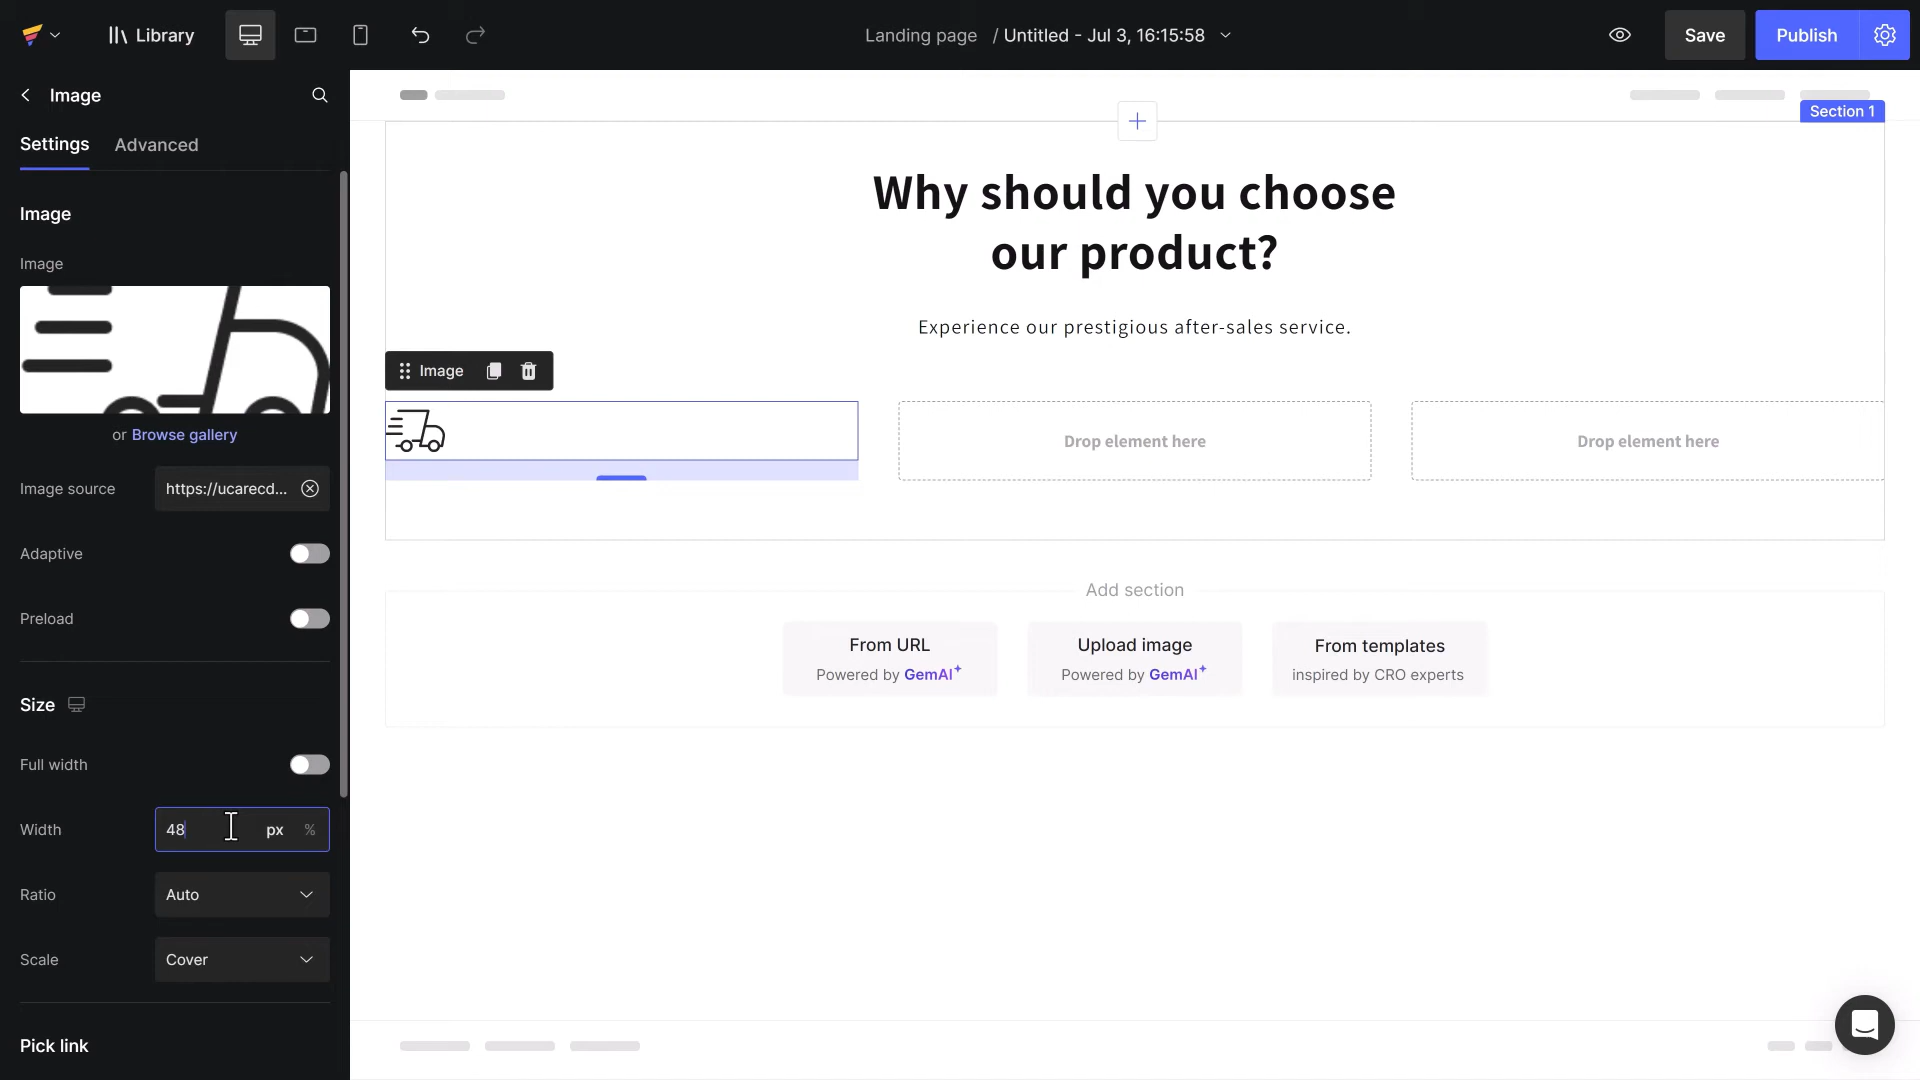 Library
Landing page / Untitled - Jul 3, 16:15:58
Save
Publish
Image
Settings
Advanced
Section 1
Image
Image
or Browse gallery
Image source
https://ucarecd...
Adaptive
Preload
Size
Full width
Width
48
px
%
Ratio
Auto
Scale
Cover
Pick link
Why should you choose
our product?
Experience our prestigious after-sales service.
Image
Drop element here
Drop element here
Add section
From URL
Powered by GemAI
Upload image
Powered by GemAI
From templates
inspired by CRO experts